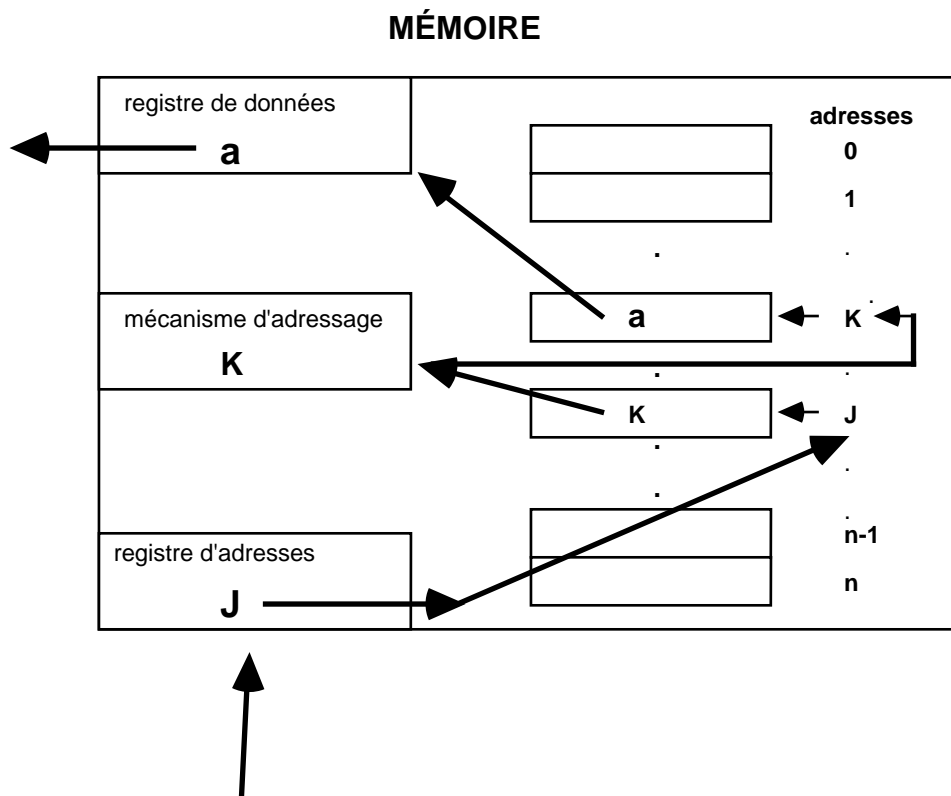 MÉMOIRE
registre de données
a
adresses
0
1
.
.
.
mécanisme d'adressage
K
a
K
.
.
K
J
.
.
.
.
n-1
registre d'adresses
J
n